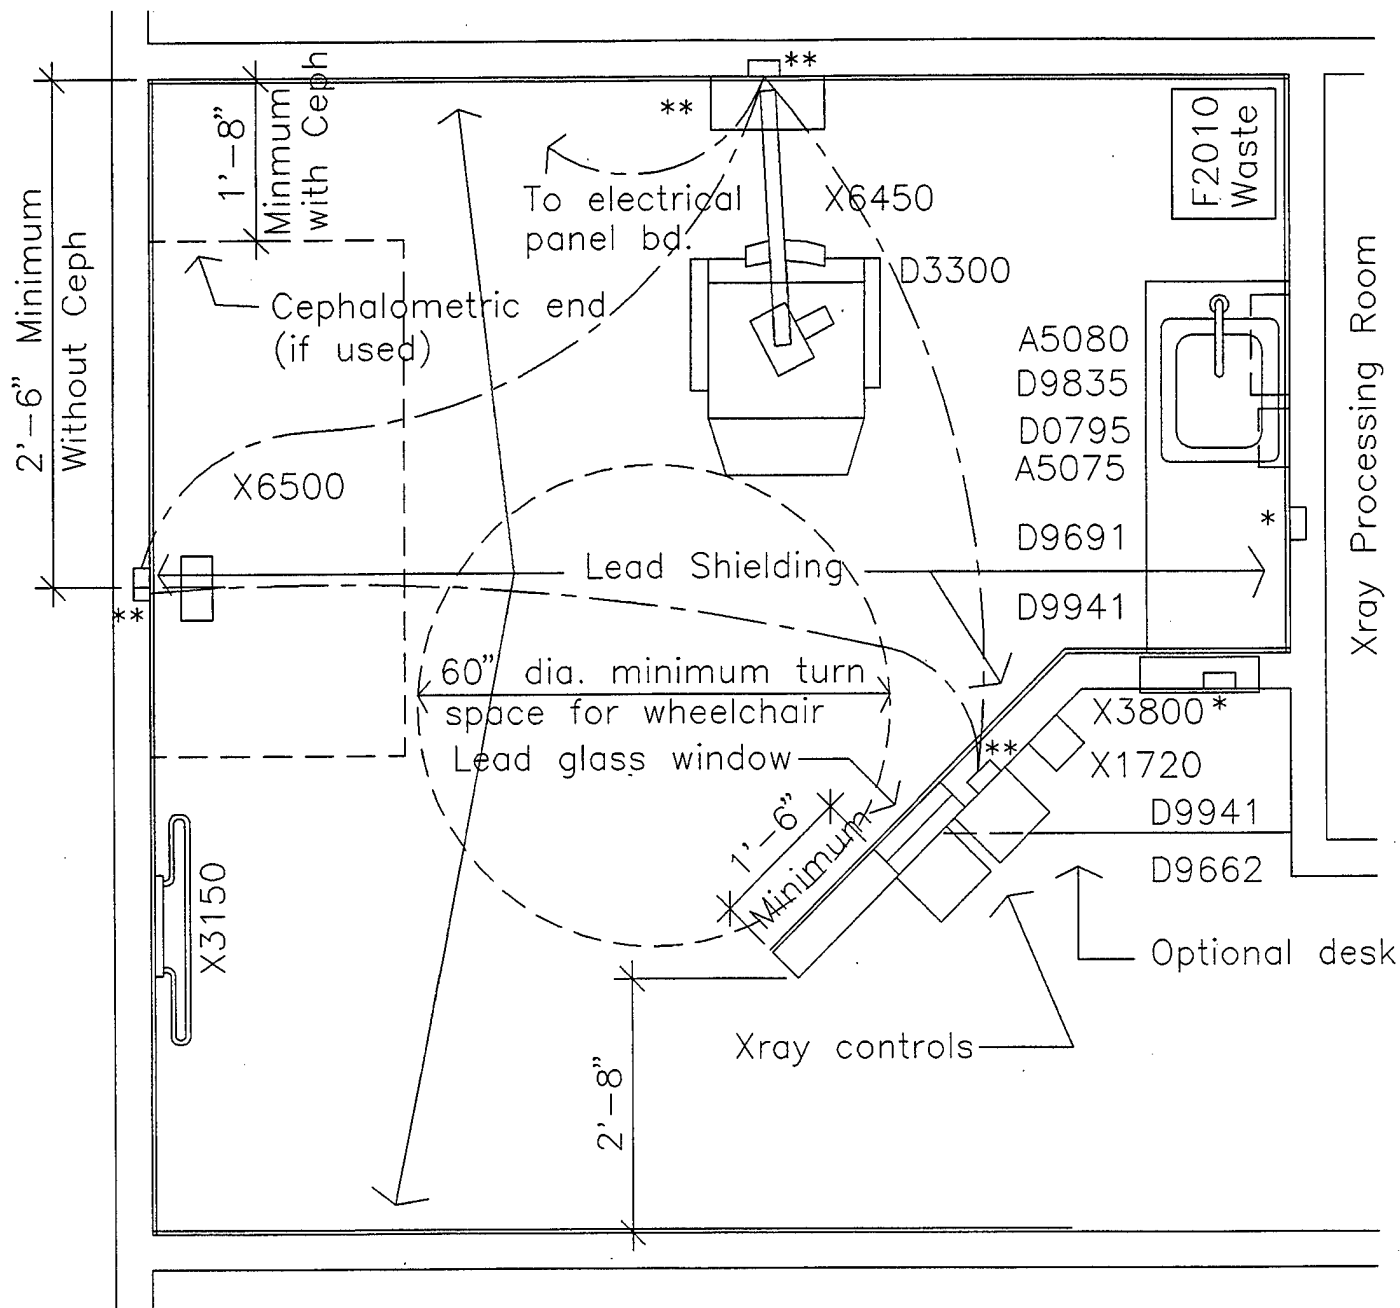 **
**
1'-8"
Minmum
with Ceph
2'-6" Minimum
Without Ceph
To electrical
panel bd.
X6450
F2010
Waste
D3300
Cephalometric end
(if used)
A5080
D9835
D0795
A5075
X6500
*
D9691
Lead Shielding
D9941
**
Xray Processing Room
60" dia. minimum turn
space for wheelchair
X3800*
**
Lead glass window
X1720
1'-6"
Minimum
D9941
D9662
X3150
Optional desk
Xray controls
2'-8"